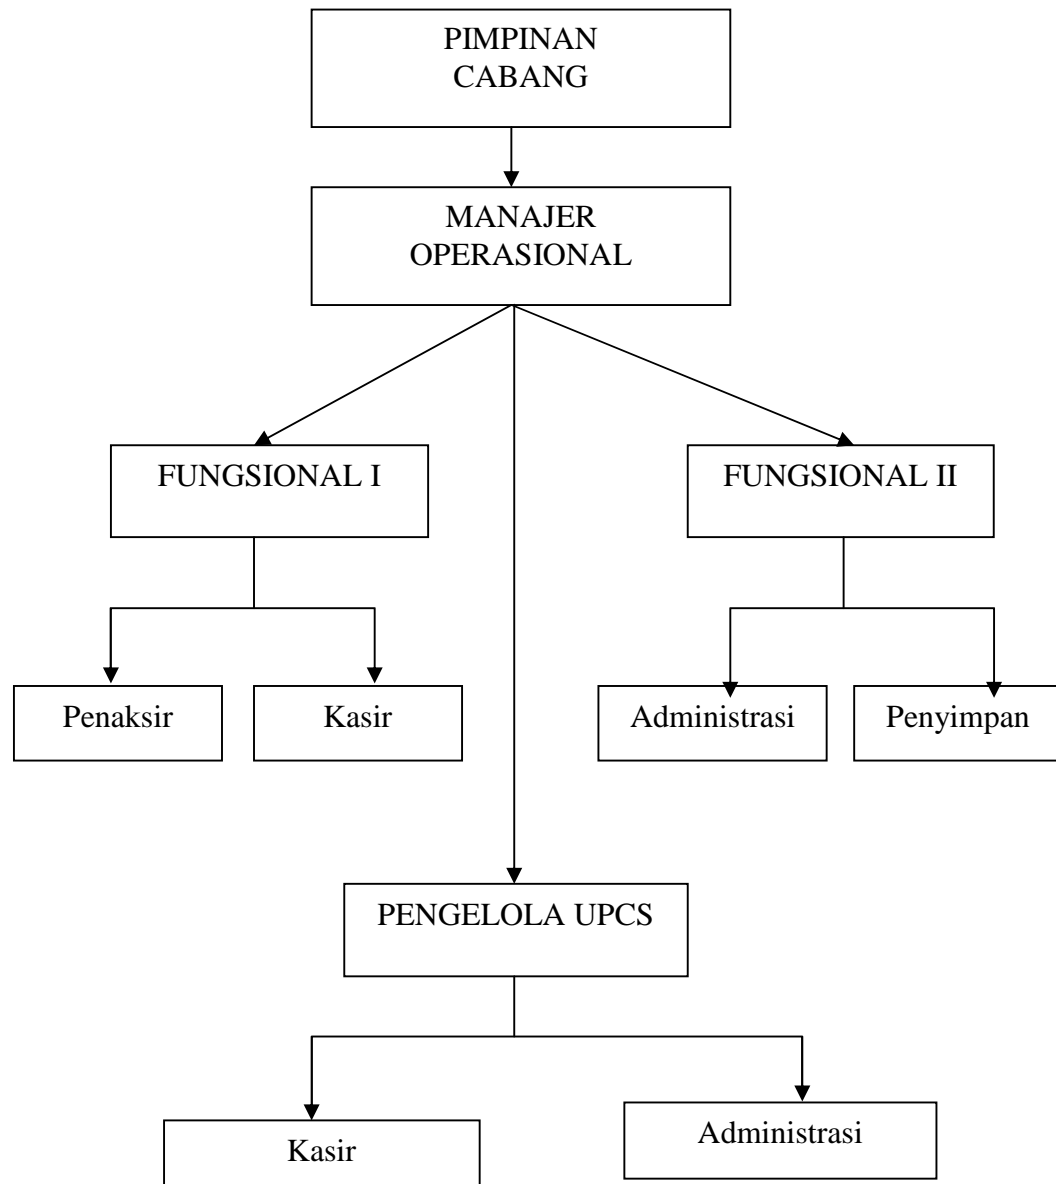 PIMPINAN
CABANG
MANAJER
OPERASIONAL
FUNGSIONAL I
FUNGSIONAL II
Penaksir
Kasir
Administrasi
Penyimpan
PENGELOLA UPCS
Kasir
Administrasi